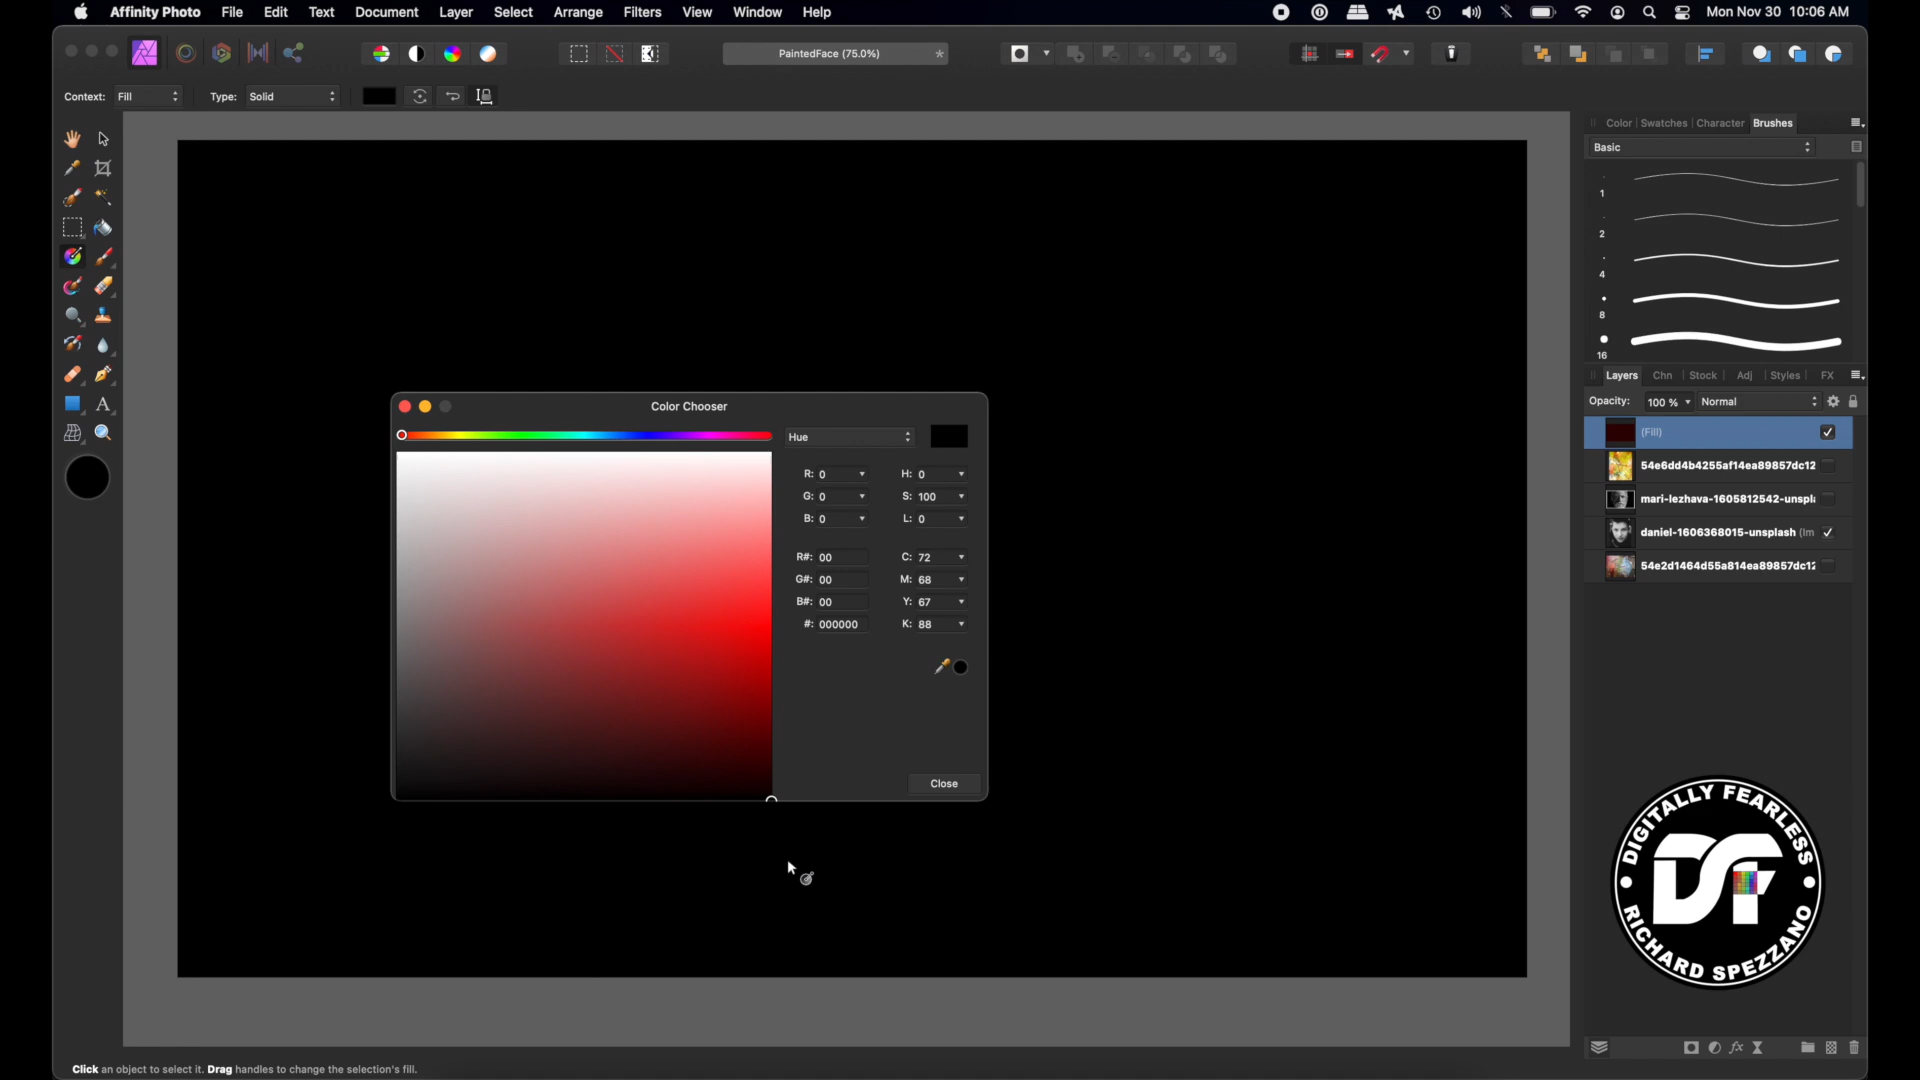 Affinity Photo File Edit Text Document Layer Select Arrange Filters View Window Help Mon Nov 30 10:06 AM
PaintedFace (75.0%)
Context: Fill Type: Solid
Color Swatches Character Brushes
Basic
1
2
4
8
16
Layers Chn Stock Adj Styles FX
Opacity: 100 % Normal
(Fill)
54e6dd4b4255af14ea89857dc12
mari-lezhava-1605812542-unspl
daniel-1606368015-unsplash (Im
54e2d1464d55a814ea89857dc12
Color Chooser
Hue
R: 0 H: 0
G: 0 S: 100
B: 0 L: 0
R#: 00 C: 72
G#: 00 M: 68
B#: 00 Y: 67
#: 000000 K: 88
Close
DIGITALLY FEARLESS
DF
RICHARD SPEZZANO
Click an object to select it. Drag handles to change the selection's fill.